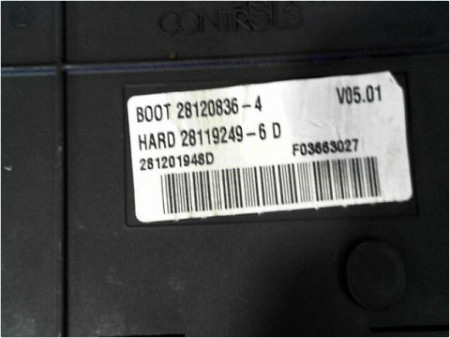 CONTROLS
BOOT 28120836-4 V05.01
HARD 28119249-6 D
281201948D F03663027